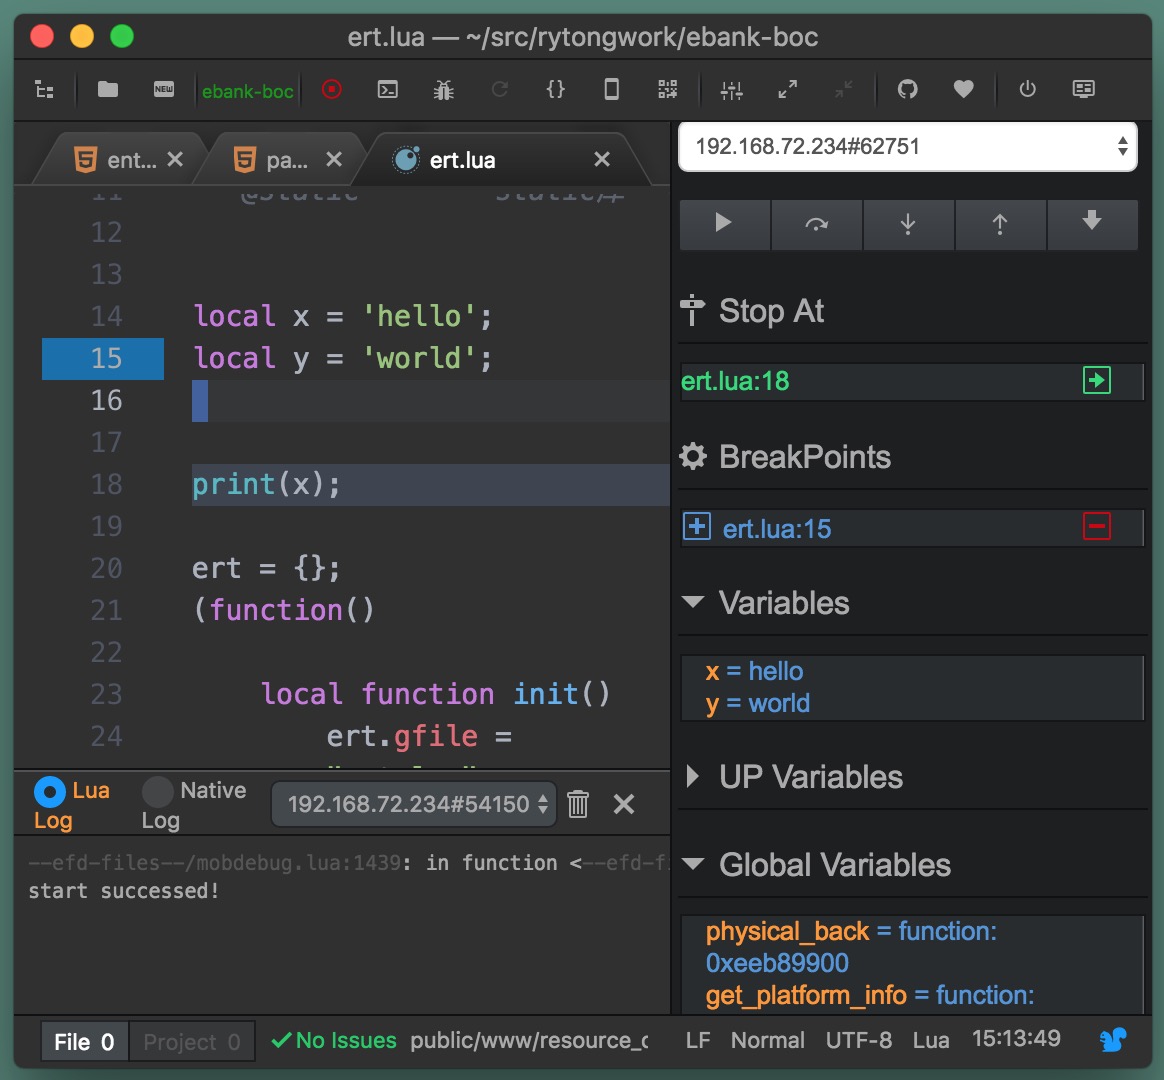 ert.lua — ~/src/rytongwork/ebank-boc
NEW ebank-boc
ent... pa... ert.lua
11
12
13
14 local x = 'hello';
15 local y = 'world';
16
17
18 print(x);
19
20 ert = {};
21 (function()
22
23 local function init()
24 ert.gfile =
Lua Log Native Log 192.168.72.234#54150
--efd-files--/mobdebug.lua:1439: in function <--efd-fi
start successed!
192.168.72.234#62751
Stop At
ert.lua:18
BreakPoints
ert.lua:15
Variables
x = hello
y = world
UP Variables
Global Variables
physical_back = function:
0xeeb89900
get_platform_info = function:
File 0 Project 0 No Issues public/www/resource_c LF Normal UTF-8 Lua 15:13:49